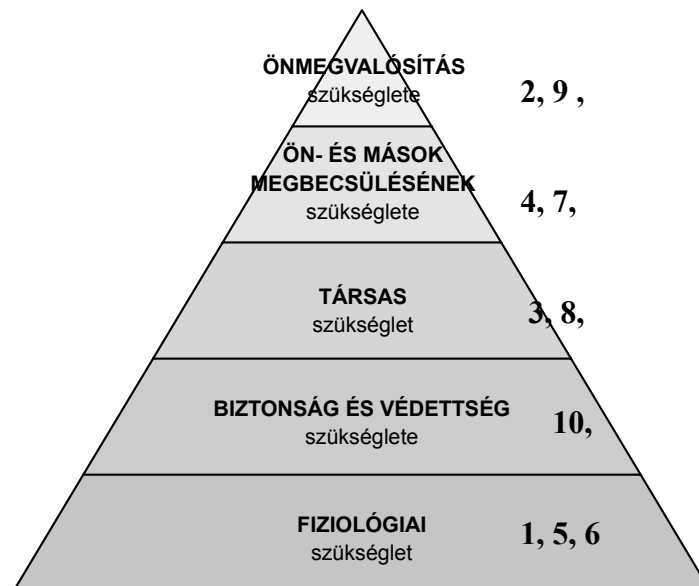 ÖNMEGVALÓSÍTÁS
szükséglete
2, 9 ,
ÖN- ÉS MÁSOK
MEGBECSÜLÉSÉNEK
szükséglete
4, 7,
TÁRSAS
szükséglet
3, 8,
BIZTONSÁG ÉS VÉDETTSÉG
szükséglete
10,
FIZIOLÓGIAI
szükséglet
1, 5, 6